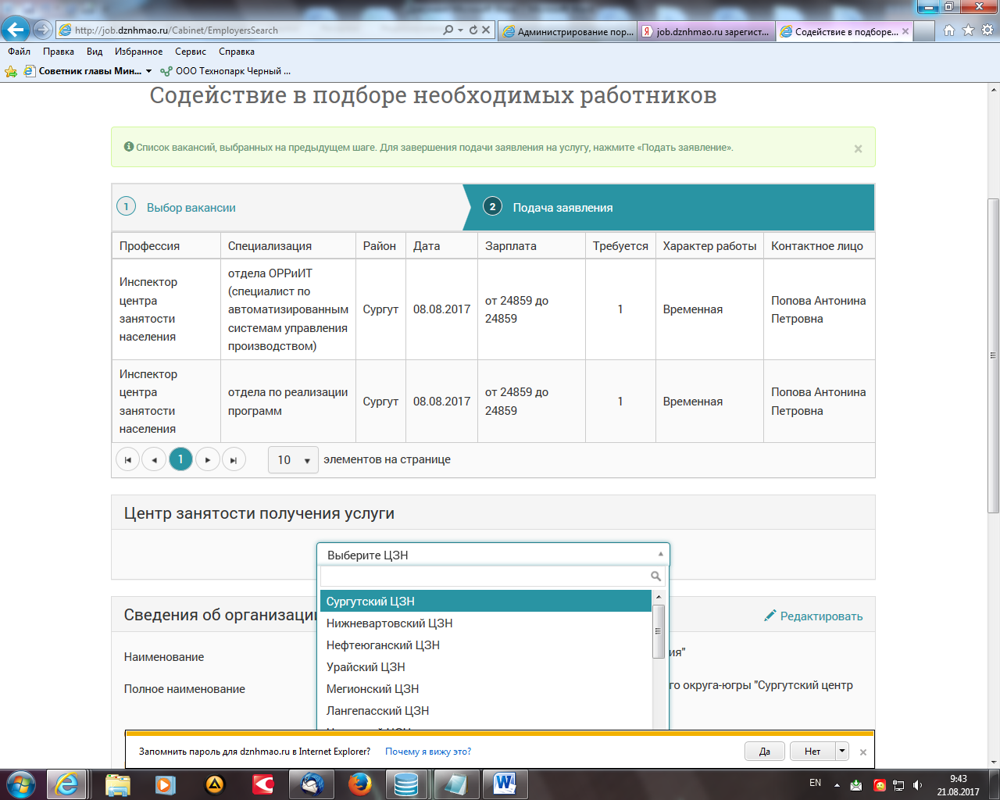 http://job.dznhmao.ru/Cabinet/EmployersSearch
Администрирование пор...
job.dznhmao.ru зарегист...
Содействие в подборе...
Файл Правка Вид Избранное Сервис Справка
Советник главы Мин...
ООО Технопарк Черный ...
Содействие в подборе необходимых работников
Список вакансий, выбранных на предыдущем шаге. Для завершения подачи заявления на услугу, нажмите «Подать заявление».
1 Выбор вакансии
2 Подача заявления
Профессия Специализация Район Дата Зарплата Требуется Характер работы Контактное лицо
Инспектор
центра
занятости
населения
отдела ОРРиИТ
(специалист по
автоматизированным
системам управления
производством)
Сургут
08.08.2017
от 24859 до
24859
1
Временная
Попова Антонина
Петровна
Инспектор
центра
занятости
населения
отдела по реализации
программ
Сургут
08.08.2017
от 24859 до
24859
1
Временная
Попова Антонина
Петровна
1
10
элементов на странице
Центр занятости получения услуги
Выберите ЦЗН
Сургутский ЦЗН
Нижневартовский ЦЗН
Нефтеюганский ЦЗН
Урайский ЦЗН
Мегионский ЦЗН
Лангепасский ЦЗН
Сведения об организации
Редактировать
Наименование
ия"
Полное наименование
го округа-югры "Сургутский центр
Запомнить пароль для dznhmao.ru в Internet Explorer?
Почему я вижу это?
Да
Нет
EN
9:43
21.08.2017